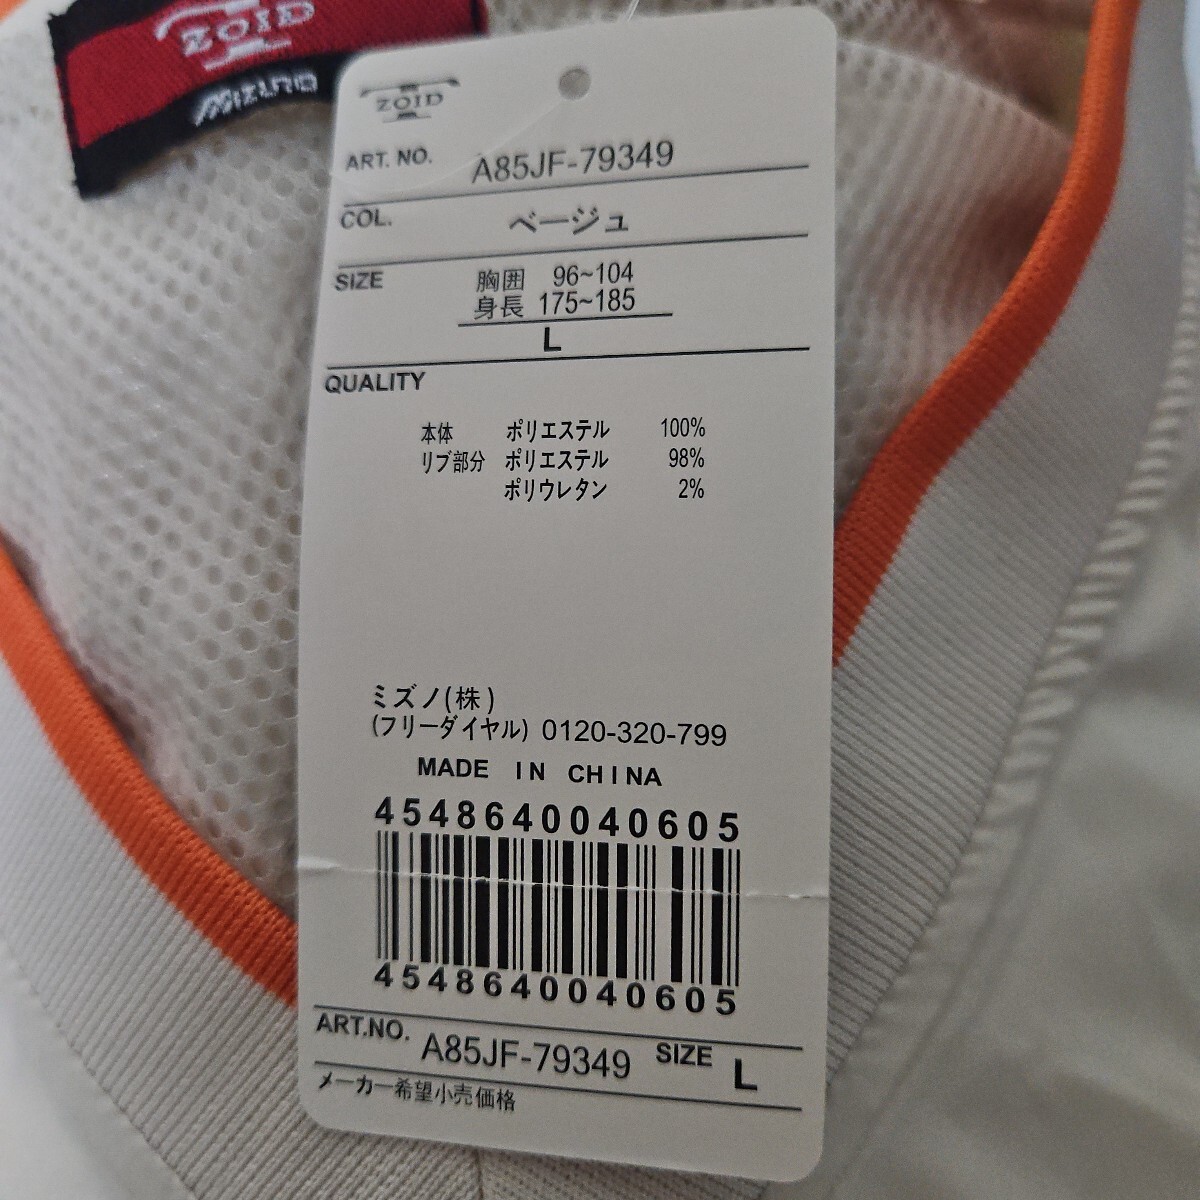 ZOID
MIZUNO
ZOID
ART. NO. A85JF-79349
COL. ベージュ
SIZE 胸囲 96~104
身長 175~185
L
QUALITY
本体 ポリエステル 100%
リブ部分 ポリエステル 98%
ポリウレタン 2%
ミズノ(株)
(フリーダイヤル) 0120-320-799
MADE IN CHINA
4548640040605
4548640040605
ART.NO. A85JF-79349 SIZE L
メーカー希望小売価格